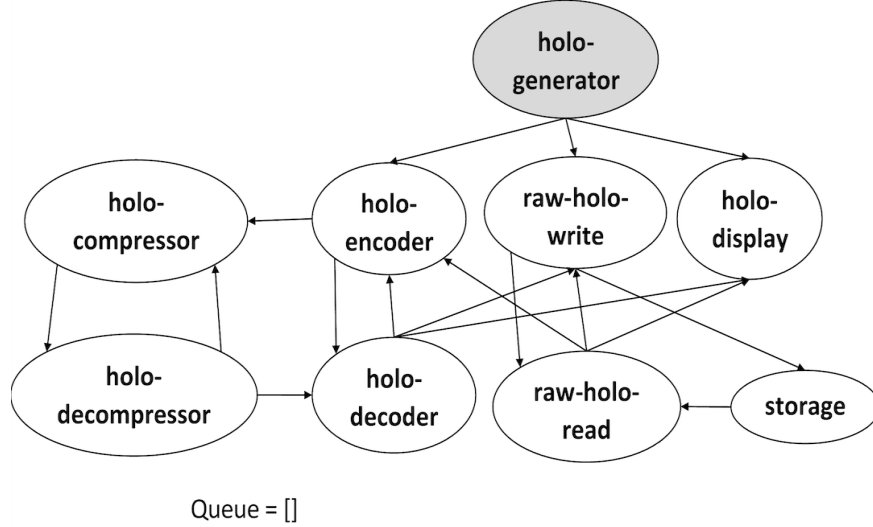 holo-
generator
holo-
compressor
holo-
encoder
raw-holo-
write
holo-
display
holo-
decompressor
holo-
decoder
raw-holo-
read
storage
Queue = []